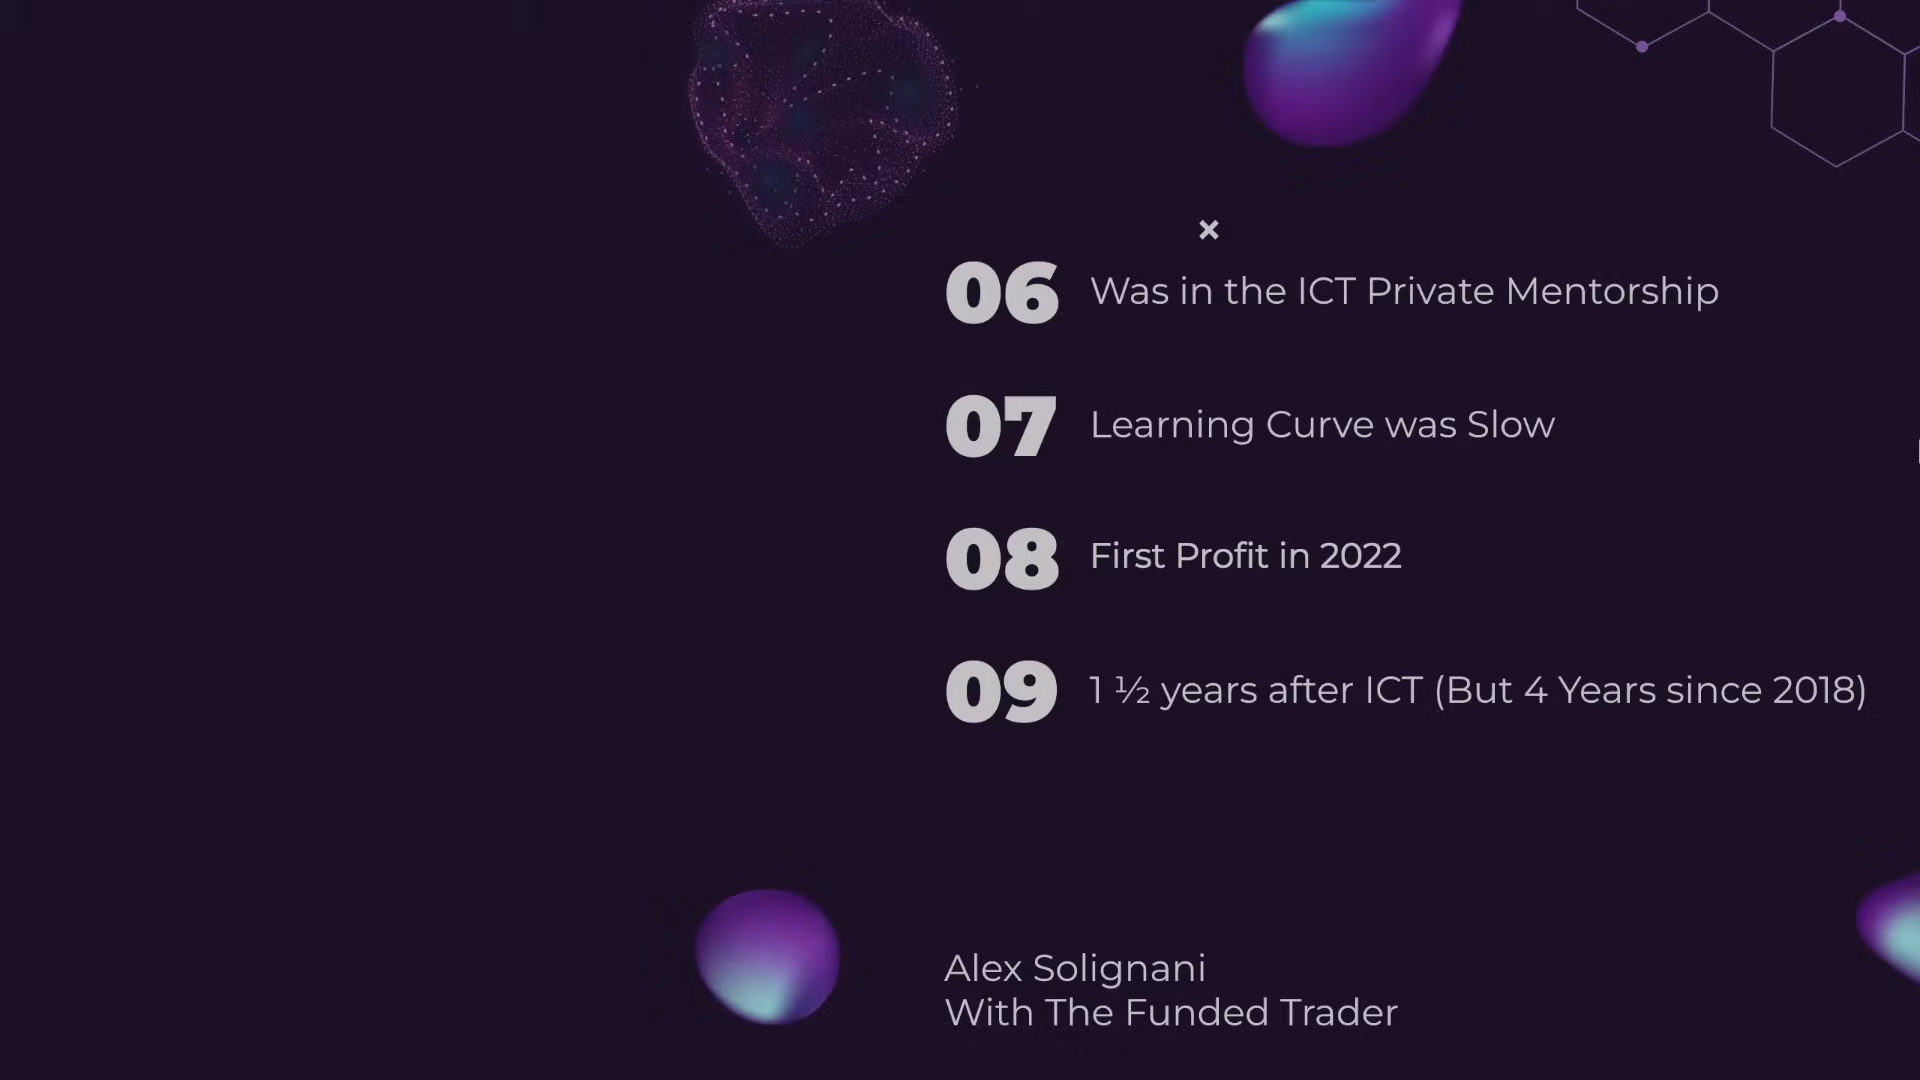 06 Was in the ICT Private Mentorship
07 Learning Curve was Slow
08 First Profit in 2022
09 1 ½ years after ICT (But 4 Years since 2018)
Alex Solignani
With The Funded Trader